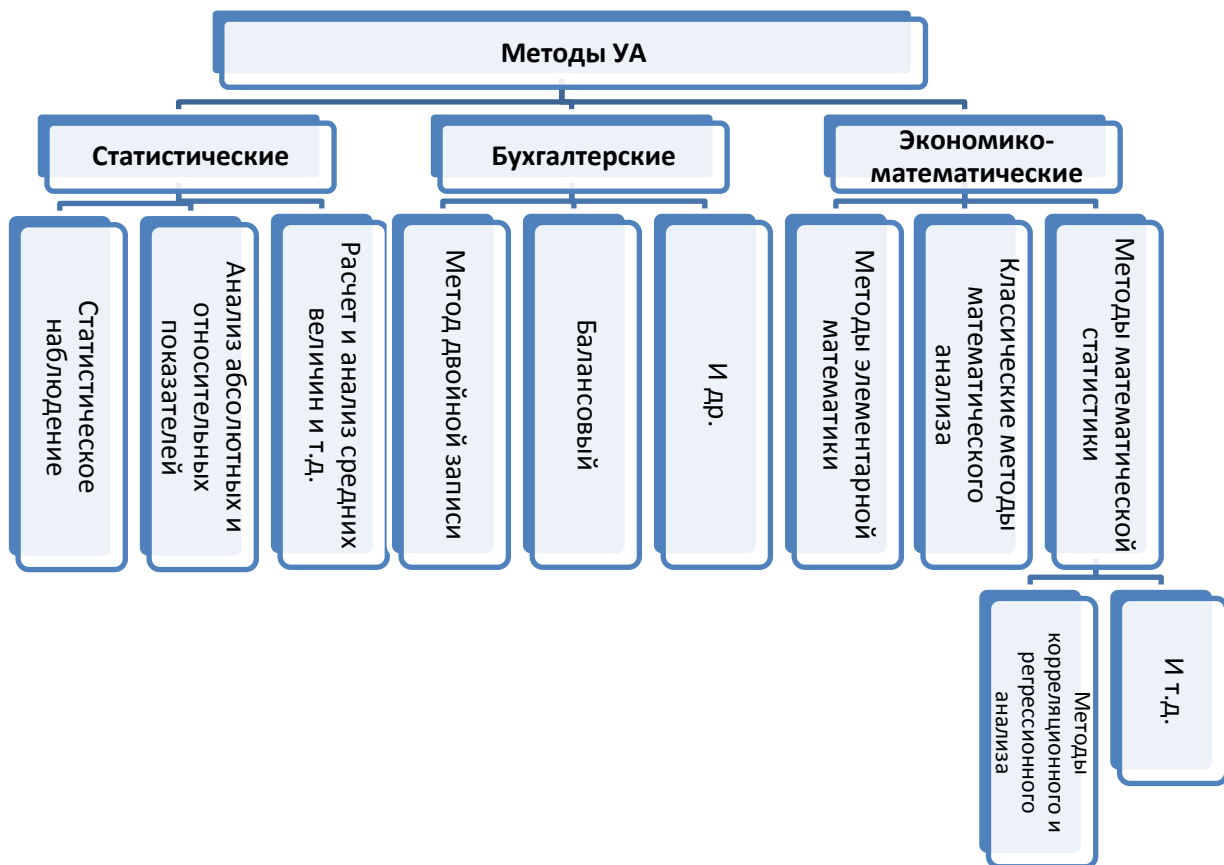 Методы УА
Статистические
Бухгалтерские
Экономико-
математические
Статистическое
наблюдение
Анализ абсолютных и
относительных
показателей
Расчет и анализ средних
величин и т.д.
Метод двойной записи
Балансовый
И др.
Методы элементарной
математики
Классические методы
математического
анализа
Методы математической
статистики
Методы
корреляционного и
регрессионного
анализа
И т.д.